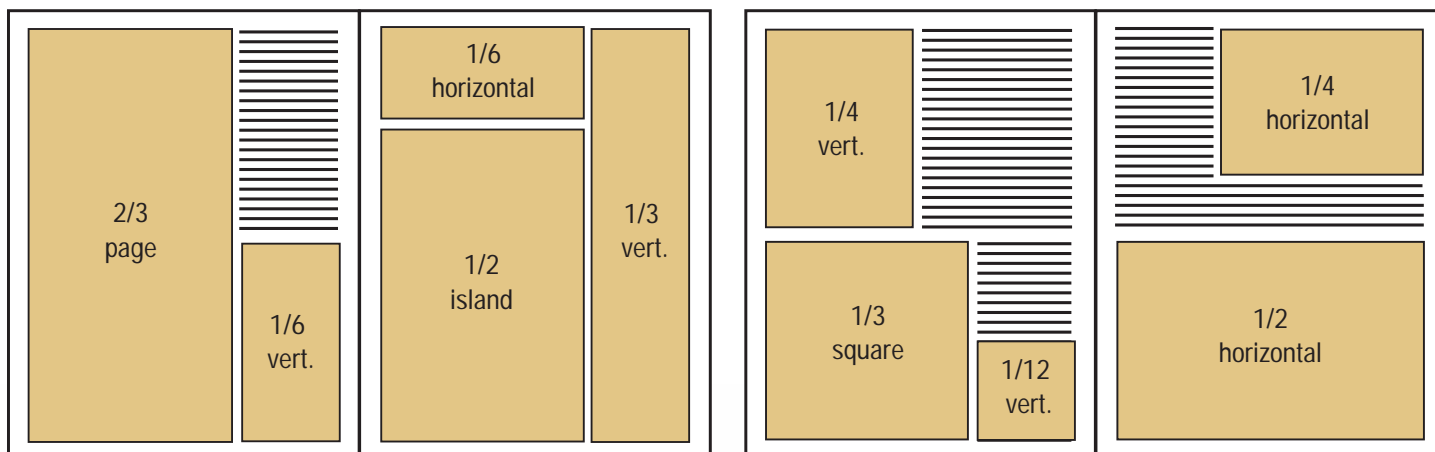 2/3
page
1/6
vert.
1/6
horizontal
1/2
island
1/3
vert.
1/4
vert.
1/3
square
1/12
vert.
1/4
horizontal
1/2
horizontal